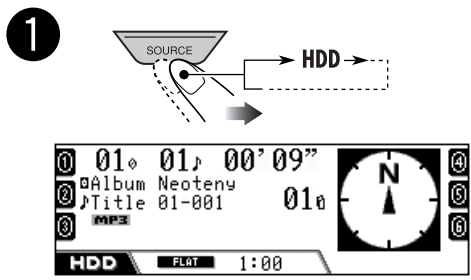 1
SOURCE
HDD
1 01 01 00’ 09” 4
2 Album Neoteny 5
Title 01-001 01
3 MP3 6
N
HDD FLAT 1:00